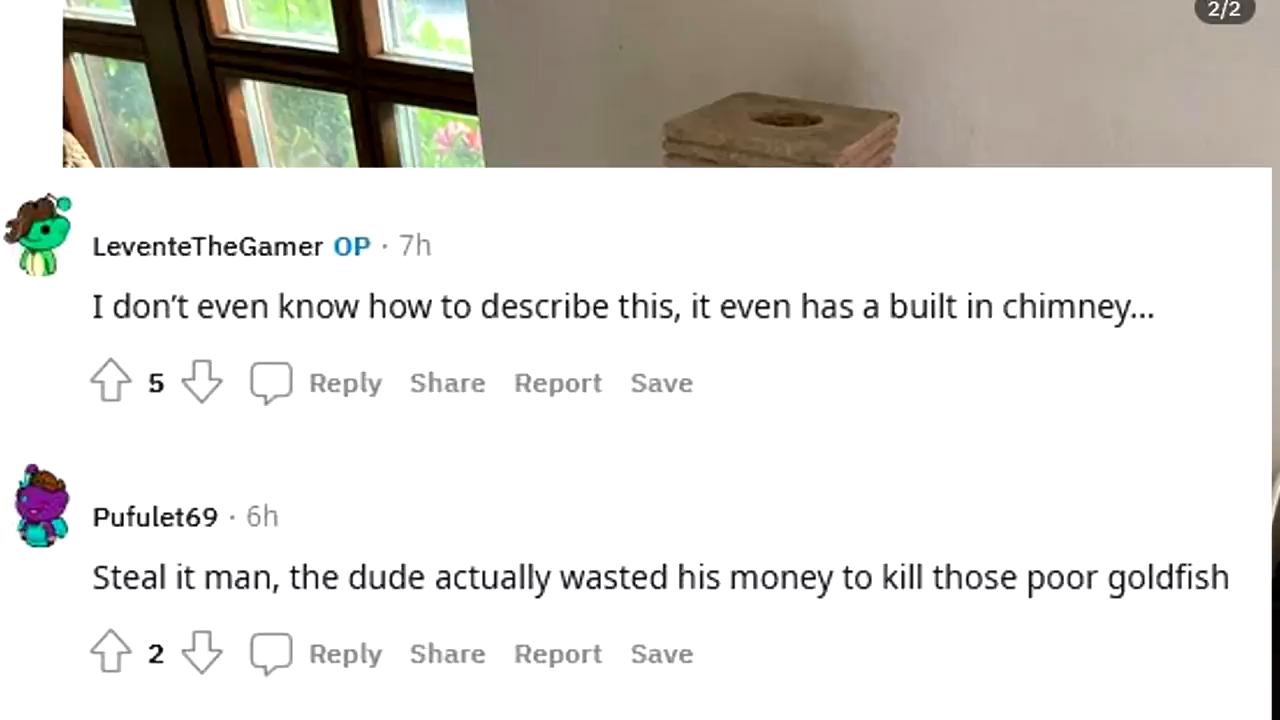 2/2
LeventeTheGamer OP · 7h
I don’t even know how to describe this, it even has a built in chimney...
5 Reply Share Report Save
Pufulet69 · 6h
Steal it man, the dude actually wasted his money to kill those poor goldfish
2 Reply Share Report Save